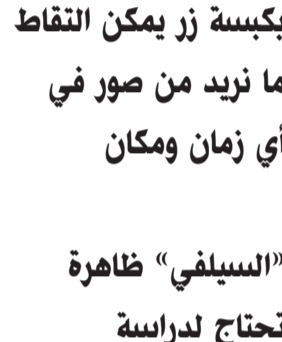 بكبسة زر يمكن التقاط
ما نريد من صور في
أي زمان ومكان
«السيلفي» ظاهرة
تحتاج لدراسة